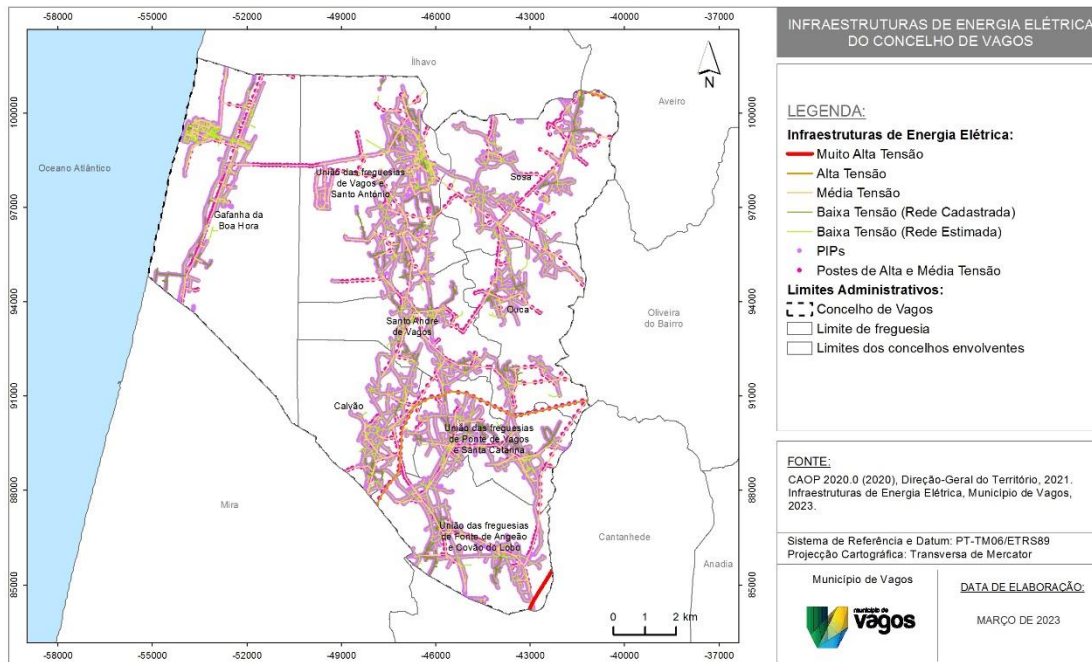 -58000 -55000 -52000 -49000 -46000 -43000 -40000 -37000
100000
97000
94000
91000
88000
85000
Ílhavo
Aveiro
N
Oceano Atlântico
União das freguesias
de Vagos e
Santo António
Sosa
Gafanha da
Boa Hora
Ouca
Santo André
de Vagos
Oliveira
do Bairro
Calvão
União das freguesias
de Ponte de Vagos
e Santa Catarina
Mira
União das freguesias
de Fonte de Angeão
e Covão do Lobo
Cantanhede
Anadia
0 1 2 km
100000
97000
94000
91000
88000
85000
-58000 -55000 -52000 -49000 -46000 -43000 -40000 -37000
INFRAESTRUTURAS DE ENERGIA ELÉTRICA
DO CONCELHO DE VAGOS
LEGENDA:
Infraestruturas de Energia Elétrica:
Muito Alta Tensão
Alta Tensão
Média Tensão
Baixa Tensão (Rede Cadastrada)
Baixa Tensão (Rede Estimada)
PIPs
Postes de Alta e Média Tensão
Limites Administrativos:
Concelho de Vagos
Limite de freguesia
Limites dos concelhos envolventes
FONTE:
CAOP 2020.0 (2020), Direção-Geral do Território, 2021.
Infraestruturas de Energia Elétrica, Município de Vagos,
2023.
Sistema de Referência e Datum: PT-TM06/ETRS89
Projecção Cartográfica: Transversa de Mercator
Município de Vagos
município de
vagos
DATA DE ELABORAÇÃO:
MARÇO DE 2023